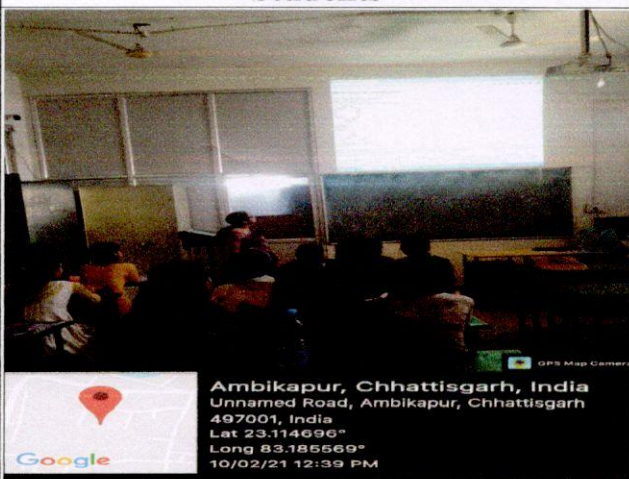 GPS Map Camera
Ambikapur, Chhattisgarh, India
Unnamed Road, Ambikapur, Chhattisgarh
497001, India
Lat 23.114696°
Long 83.185569°
10/02/21 12:39 PM
Google